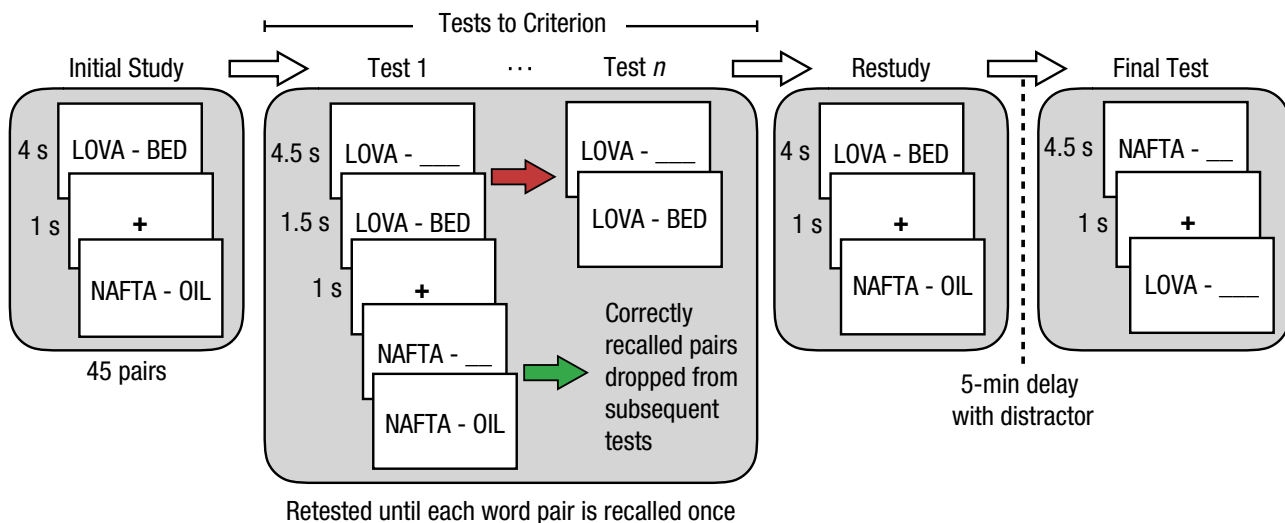 Tests to Criterion
Initial Study
Test 1
...
Test n
Restudy
Final Test
4 s
LOVA - BED
1 s
+
NAFTA - OIL
45 pairs
4.5 s
LOVA - ___
1.5 s
LOVA - BED
1 s
+
NAFTA - __
NAFTA - OIL
LOVA - ___
LOVA - BED
Correctly
recalled pairs
dropped from
subsequent
tests
Retested until each word pair is recalled once
4 s
LOVA - BED
1 s
+
NAFTA - OIL
5-min delay
with distractor
4.5 s
NAFTA - __
1 s
+
LOVA - ___